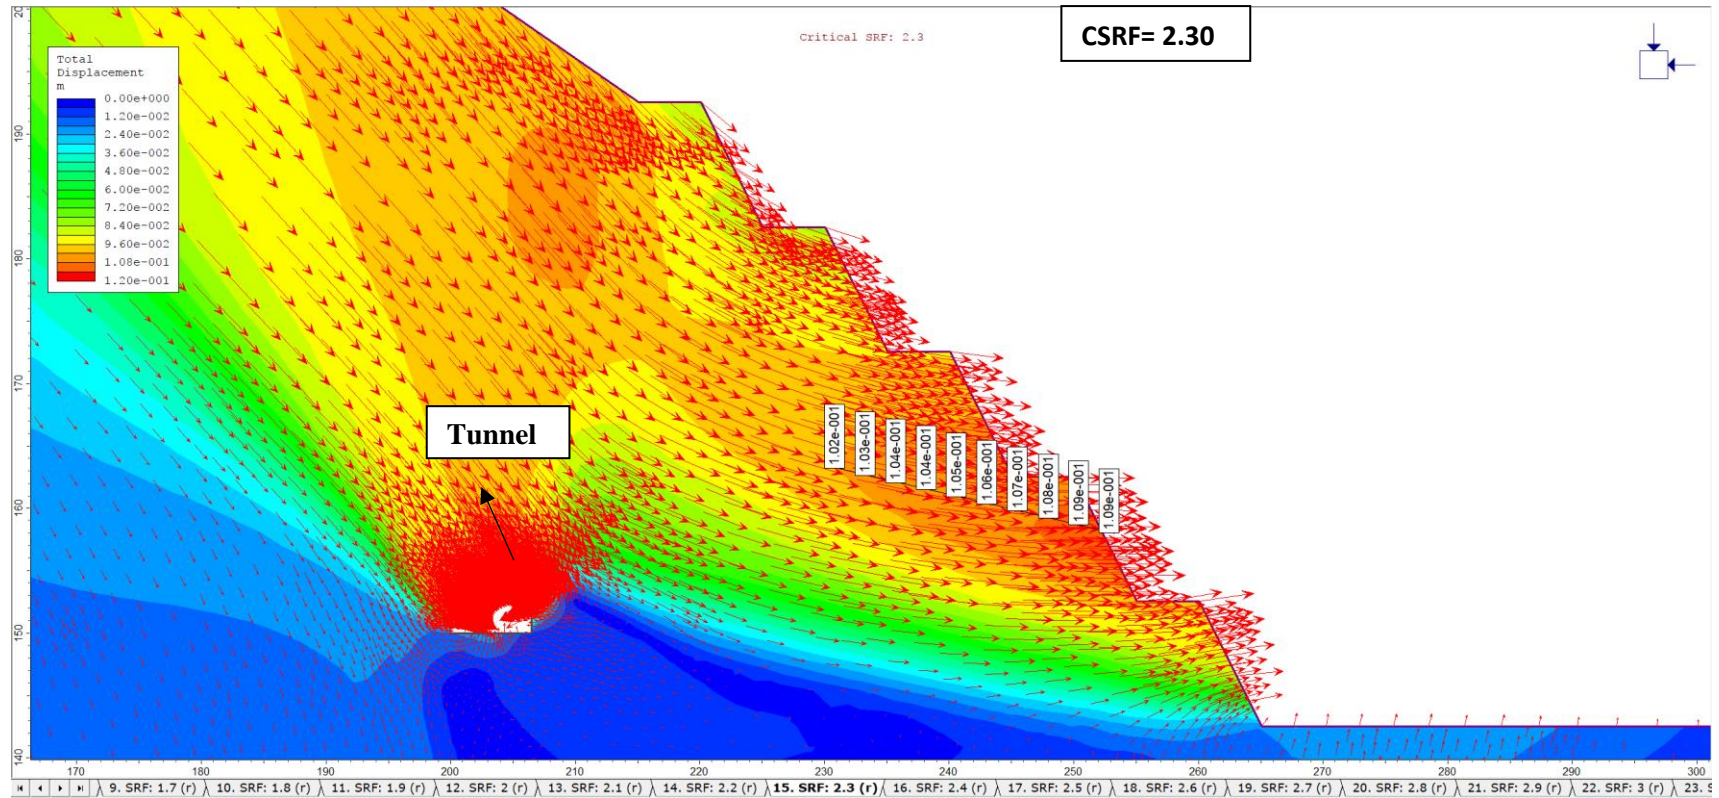 Critical SRF: 2.3
CSRF= 2.30
Total
Displacement
m
0.00e+000
1.20e-002
2.40e-002
3.60e-002
4.80e-002
6.00e-002
7.20e-002
8.40e-002
9.60e-002
1.08e-001
1.20e-001
190
180
170
160
150
140
Tunnel
1.02e-001
1.03e-001
1.04e-001
1.04e-001
1.05e-001
1.06e-001
1.07e-001
1.08e-001
1.09e-001
1.09e-001
170 180 190 200 210 220 230 240 250 260 270 280 290 300
9. SRF: 1.7 (r) 10. SRF: 1.8 (r) 11. SRF: 1.9 (r) 12. SRF: 2 (r) 13. SRF: 2.1 (r) 14. SRF: 2.2 (r) 15. SRF: 2.3 (r) 16. SRF: 2.4 (r) 17. SRF: 2.5 (r) 18. SRF: 2.6 (r) 19. SRF: 2.7 (r) 20. SRF: 2.8 (r) 21. SRF: 2.9 (r) 22. SRF: 3 (r) 23.